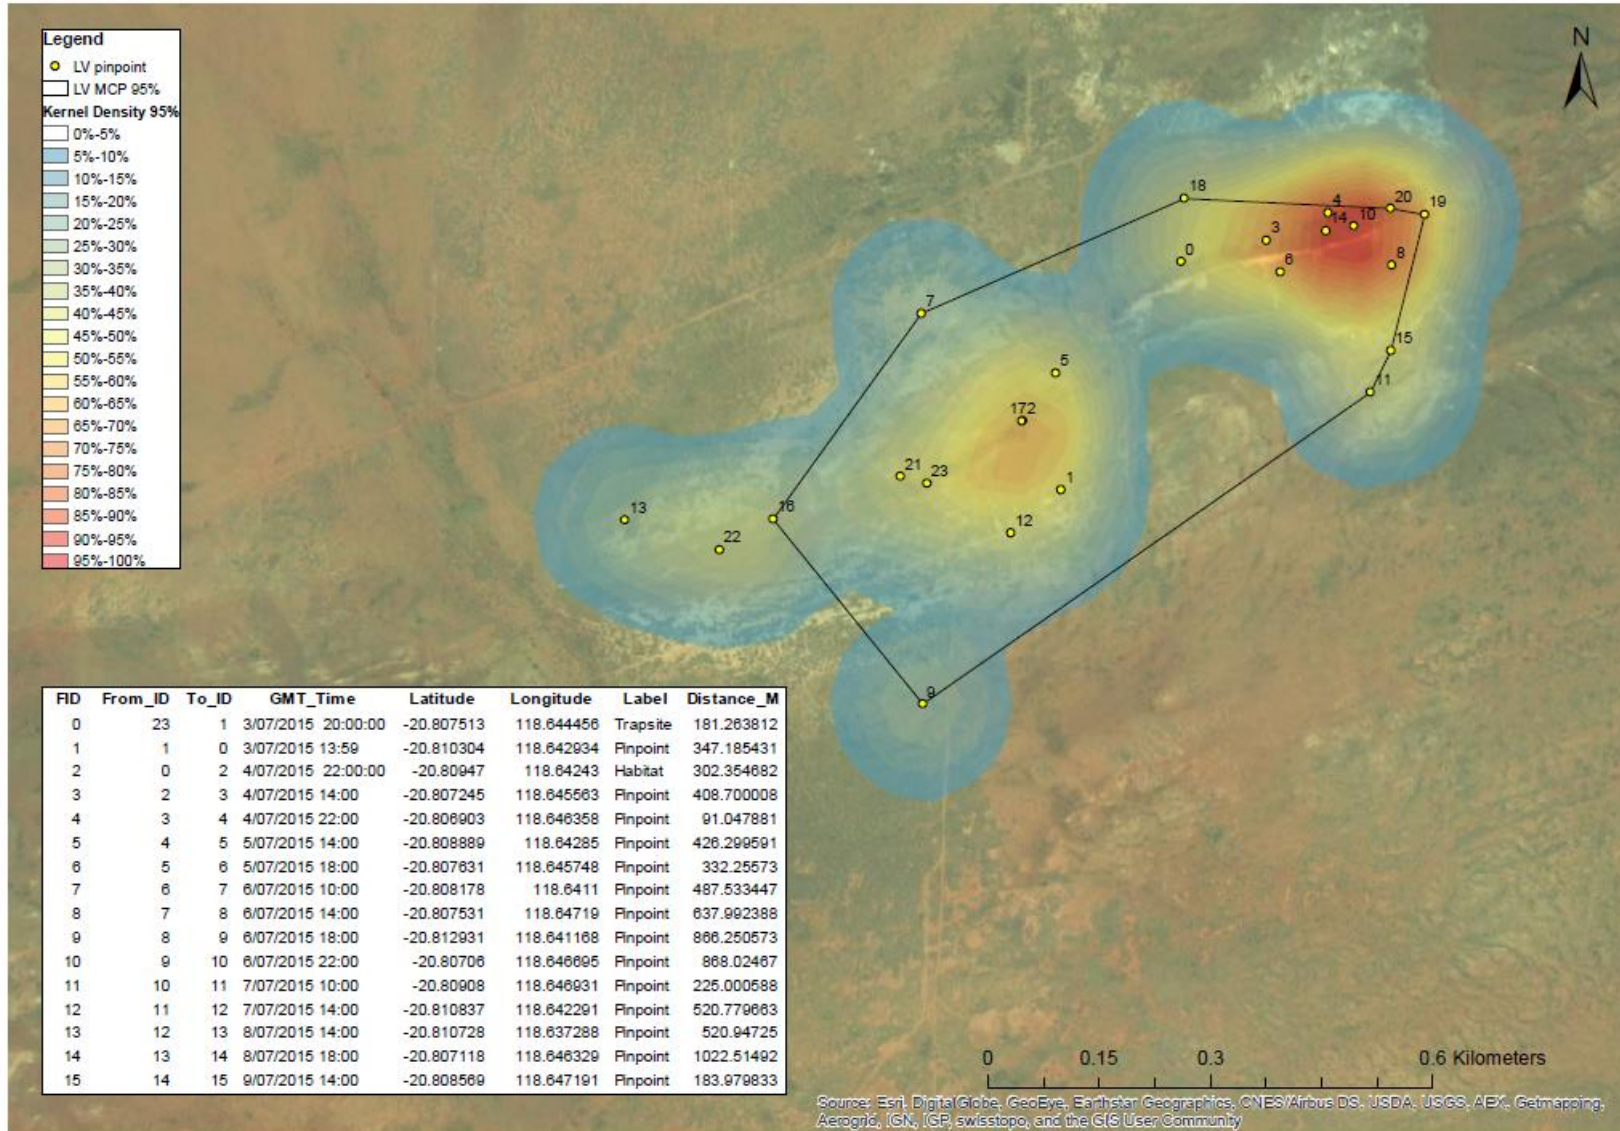 Legend
LV pinpoint
LV MCP 95%
Kernel Density 95%
0%-5%
5%-10%
10%-15%
15%-20%
20%-25%
25%-30%
30%-35%
35%-40%
40%-45%
45%-50%
50%-55%
55%-60%
60%-65%
65%-70%
70%-75%
75%-80%
80%-85%
85%-90%
90%-95%
95%-100%
N
18
4
20
19
14
10
3
0
8
6
7
15
5
11
172
21
23
1
16
13
12
22
9
FID From_ID To_ID GMT_Time Latitude Longitude Label Distance_M
0 23 1 3/07/2015 20:00:00 -20.807513 118.644456 Trapsite 181.263812
1 1 0 3/07/2015 13:59 -20.810304 118.642934 Pinpoint 347.185431
2 0 2 4/07/2015 22:00:00 -20.80947 118.64243 Habitat 302.354682
3 2 3 4/07/2015 14:00 -20.807245 118.645563 Pinpoint 408.700008
4 3 4 4/07/2015 22:00 -20.806903 118.646358 Pinpoint 91.047881
5 4 5 5/07/2015 14:00 -20.808889 118.64285 Pinpoint 426.299591
6 5 6 5/07/2015 18:00 -20.807631 118.645748 Pinpoint 332.25573
7 6 7 6/07/2015 10:00 -20.808178 118.6411 Pinpoint 487.533447
8 7 8 6/07/2015 14:00 -20.807531 118.64719 Pinpoint 637.992388
9 8 9 6/07/2015 18:00 -20.812931 118.641168 Pinpoint 866.250573
10 9 10 6/07/2015 22:00 -20.80706 118.646695 Pinpoint 868.02467
11 10 11 7/07/2015 10:00 -20.80908 118.646931 Pinpoint 225.000588
12 11 12 7/07/2015 14:00 -20.810837 118.642291 Pinpoint 520.779663
13 12 13 8/07/2015 14:00 -20.810728 118.637288 Pinpoint 520.94725
14 13 14 8/07/2015 18:00 -20.807118 118.646329 Pinpoint 1022.51492
15 14 15 9/07/2015 14:00 -20.808569 118.647191 Pinpoint 183.979833
0 0.15 0.3 0.6 Kilometers
Source: Esri, DigitalGlobe, GeoEye, Earthstar Geographics, CNES/Airbus DS, USDA, USGS, AEX, Getmapping,
Aerogrid, IGN, IGP, swisstopo, and the GIS User Community